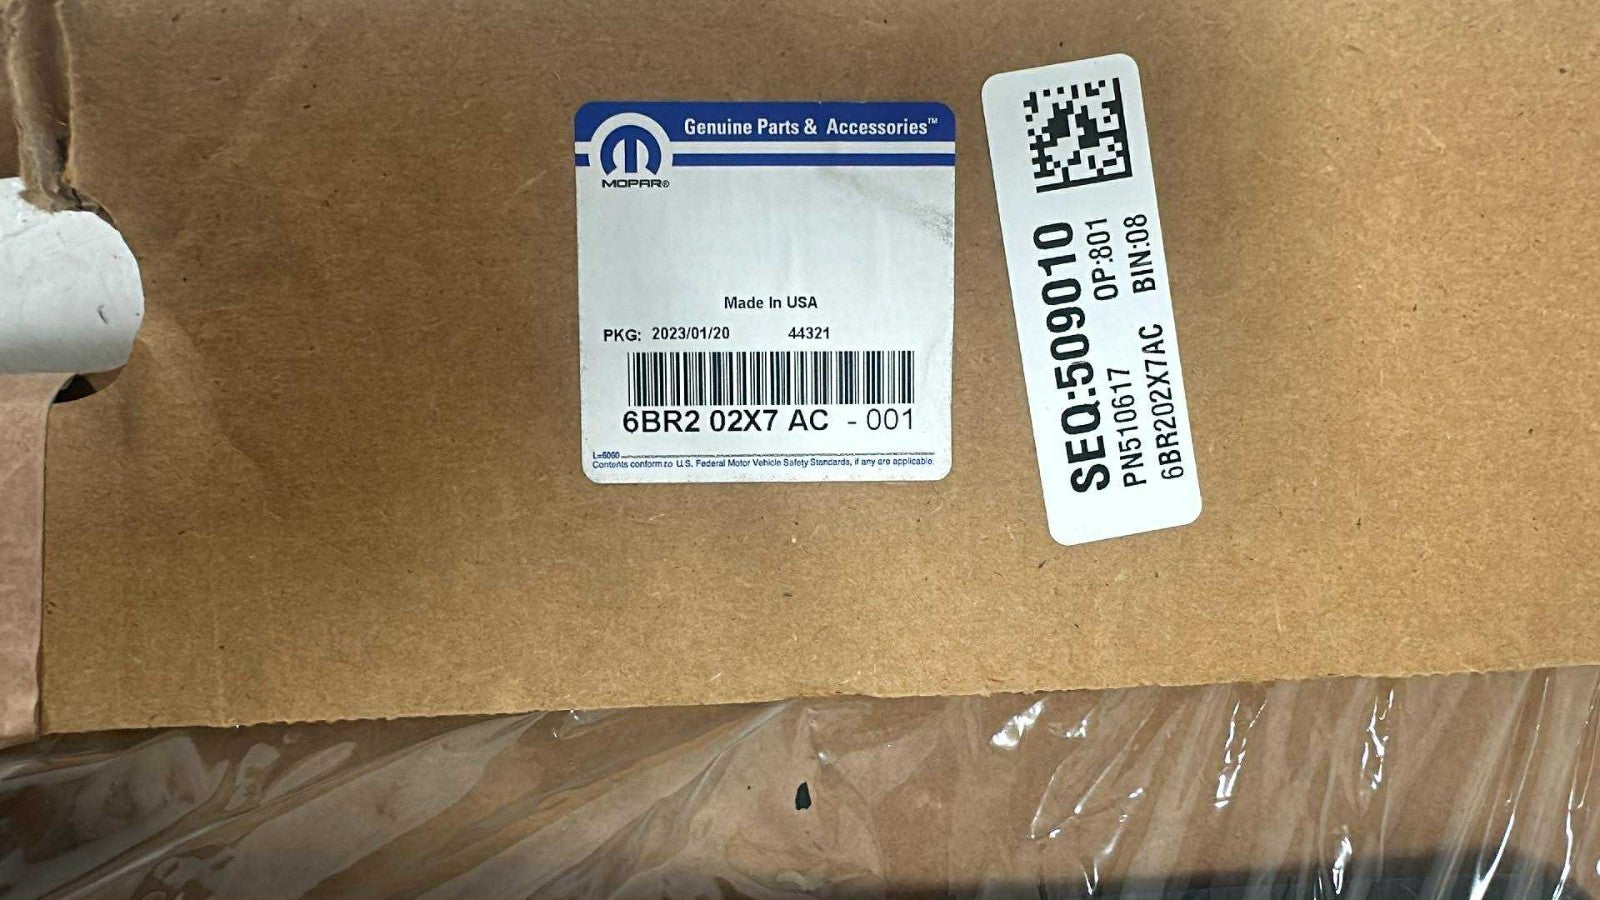 Genuine Parts & Accessories™
MOPAR®
Made In USA
PKG: 2023/01/20 44321
6BR2 02X7 AC - 001
L=6060
Contents conform to U.S. Federal Motor Vehicle Safety Standards, if any are applicable.
SEQ:509010
PN510617 OP:801
6BR202X7AC BIN:08